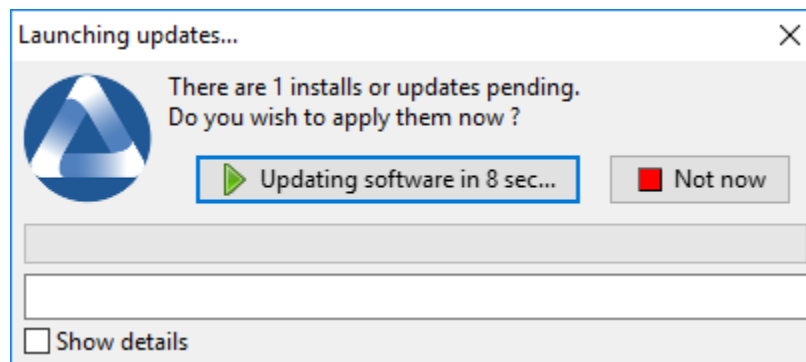 Launching updates...
There are 1 installs or updates pending.
Do you wish to apply them now ?
Updating software in 8 sec...
Not now
Show details